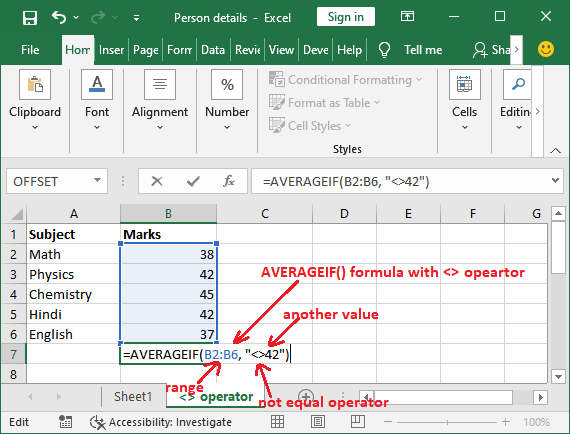 Person details - Excel
Sign in
File Hom Inser Page Form Data Revie View Deve Help Tell me Sha
Clipboard
Font
Alignment
Number
Conditional Formatting
Format as Table
Cell Styles
Styles
Cells
Editin
OFFSET
fx =AVERAGEIF(B2:B6, "<>42")
A B C D E F G
1 Subject Marks
2 Math 38
3 Physics 42
4 Chemistry 45
5 Hindi 42
6 English 37
7 =AVERAGEIF(B2:B6, "<>42")
8
AVERAGEIF() formula with <> opeartor
another value
range
not equal operator
Sheet1 <> operator
Edit Accessibility: Investigate 100%